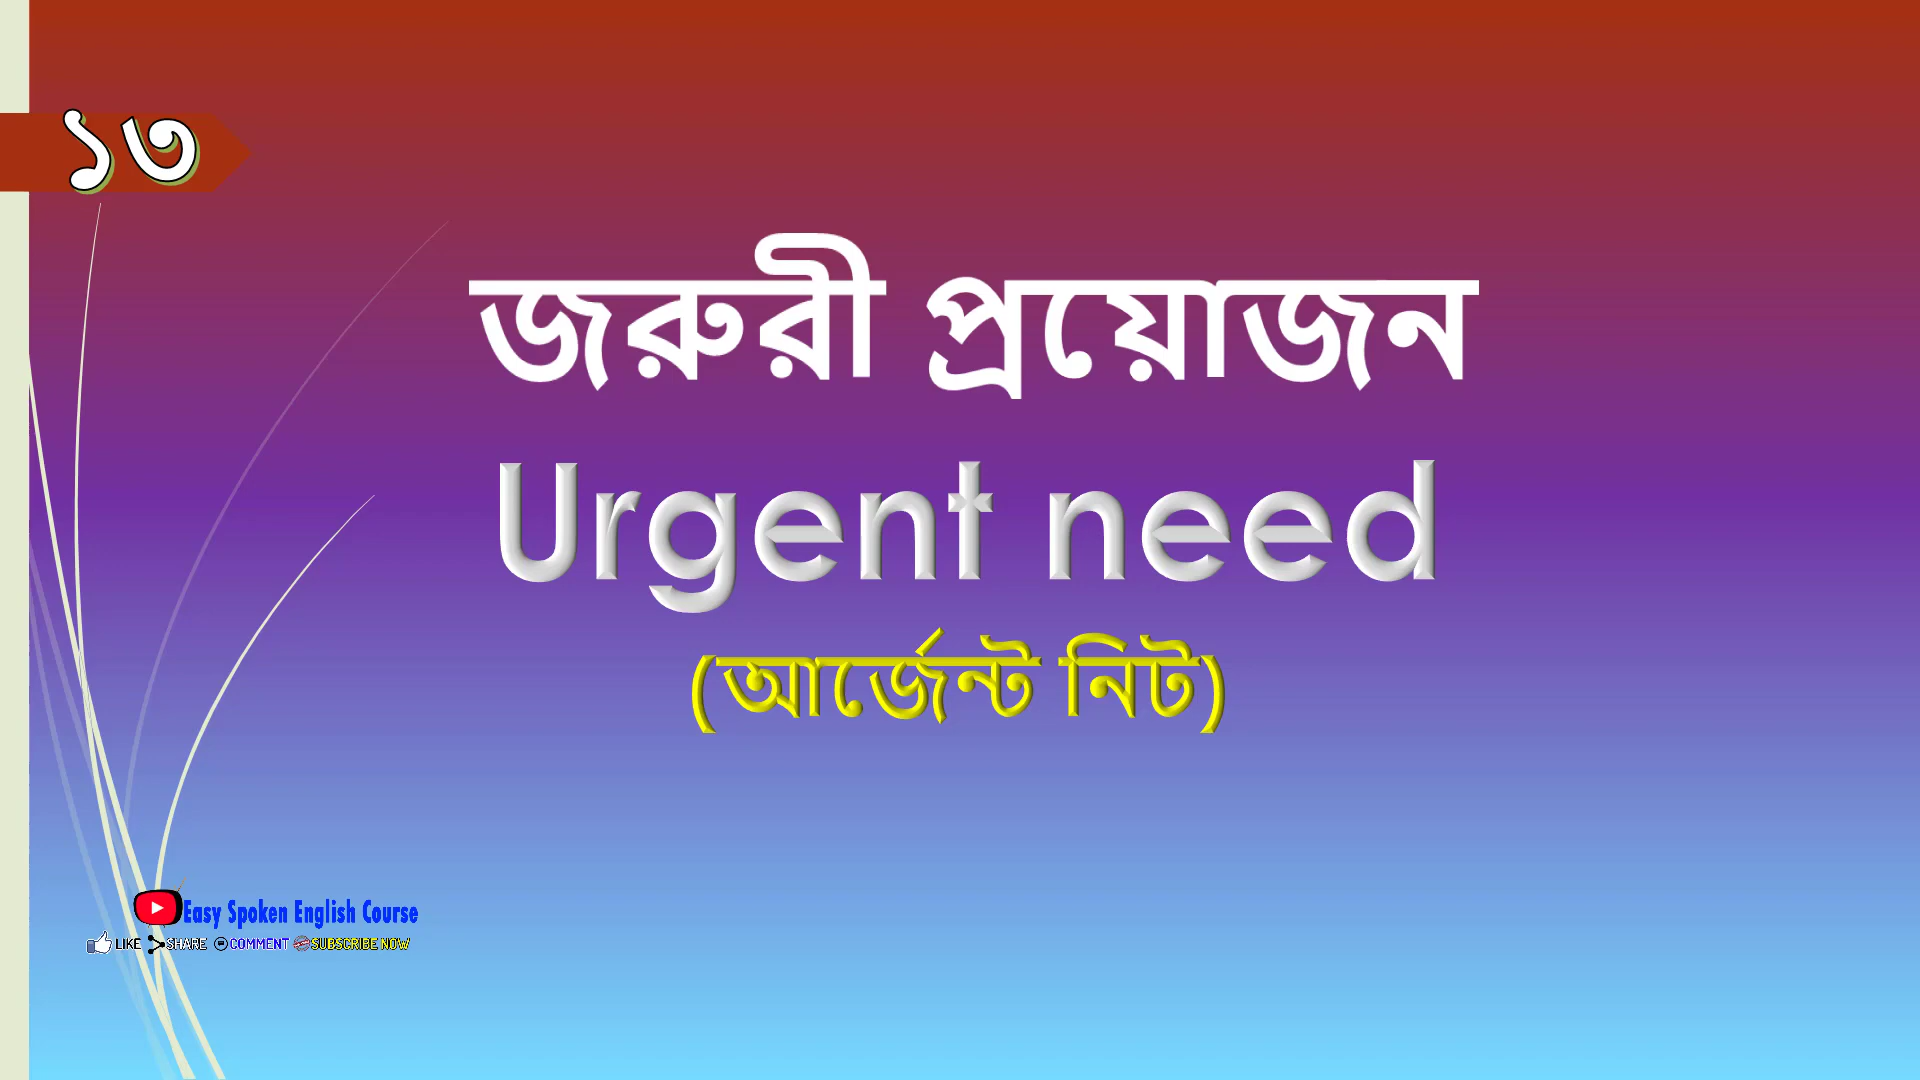 ১৩
জরুরী প্রয়োজন
Urgent need
(আর্জেন্ট নিট)
Easy Spoken English Course
LIKE SHARE COMMENT SUBSCRIBE NOW